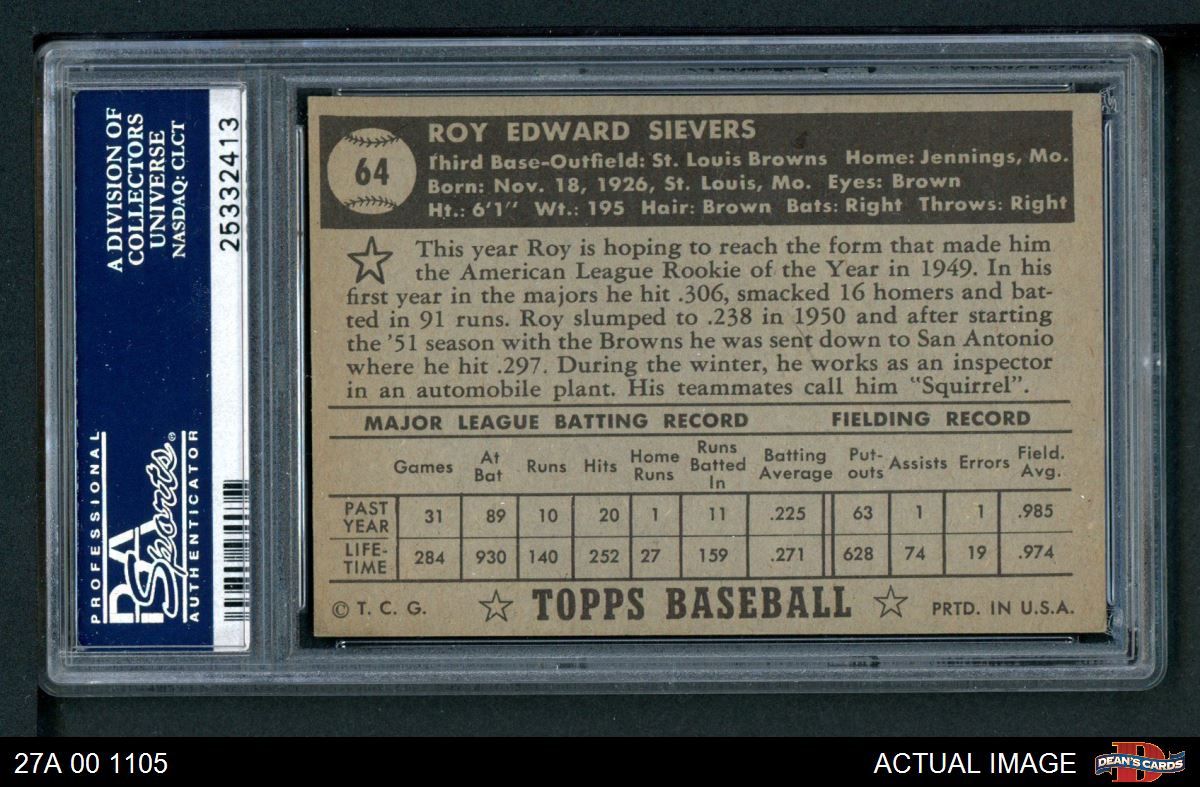 A DIVISION OF
COLLECTORS
UNIVERSE
NASDAQ: CLCT
25332413
PROFESSIONAL
PSA
Sports®
AUTHENTICATOR
64
ROY EDWARD SIEVERS
Third Base-Outfield: St. Louis Browns Home: Jennings, Mo.
Born: Nov. 18, 1926, St. Louis, Mo. Eyes: Brown
Ht.: 6'1" Wt.: 195 Hair: Brown Bats: Right Throws: Right
This year Roy is hoping to reach the form that made him
the American League Rookie of the Year in 1949. In his
first year in the majors he hit .306, smacked 16 homers and bat-
ted in 91 runs. Roy slumped to .238 in 1950 and after starting
the '51 season with the Browns he was sent down to San Antonio
where he hit .297. During the winter, he works as an inspector
in an automobile plant. His teammates call him "Squirrel".
MAJOR LEAGUE BATTING RECORD FIELDING RECORD
Games At Bat Runs Hits Home Runs Runs Batted In Batting Average Put-outs Assists Errors Field. Avg.
PAST YEAR 31 89 10 20 1 11 .225 63 1 1 .985
LIFE-TIME 284 930 140 252 27 159 .271 628 74 19 .974
© T. C. G. TOPPS BASEBALL PRTD. IN U.S.A.
27A 00 1105
ACTUAL IMAGE
DEAN'S CARDS